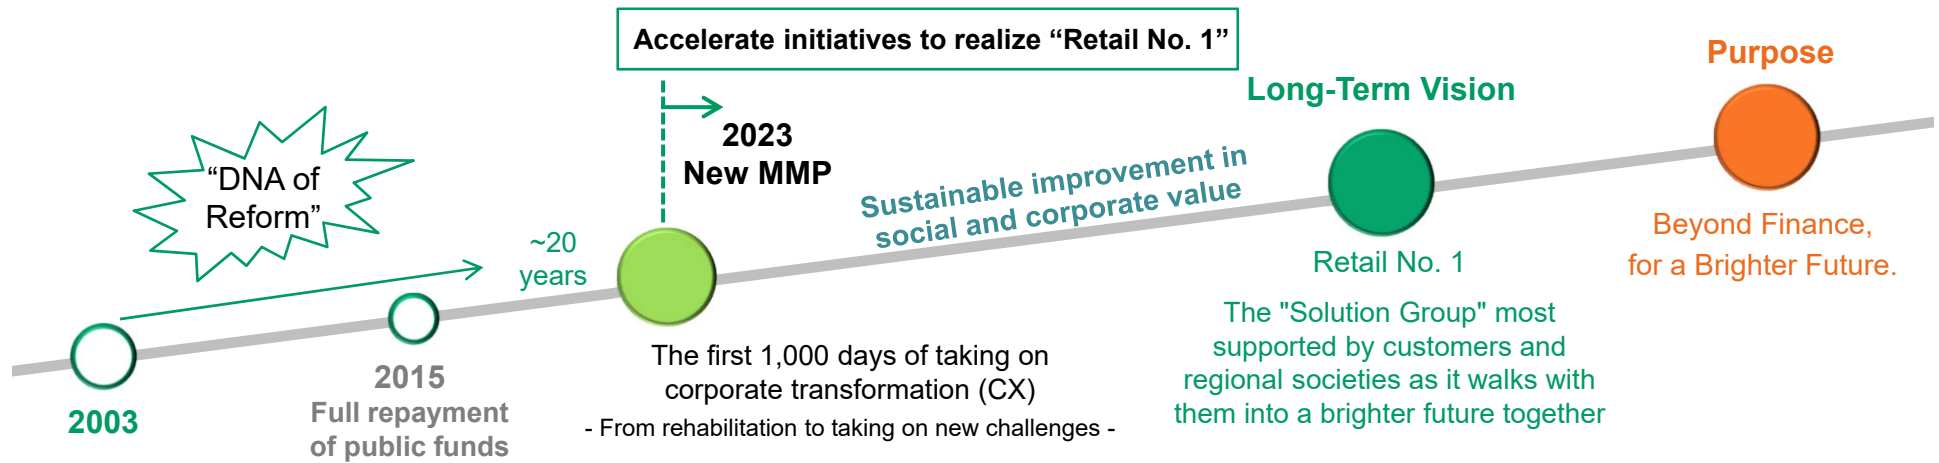 Accelerate initiatives to realize “Retail No. 1”
“DNA of
Reform”
2003
2015
Full repayment
of public funds
~20
years
2023
New MMP
The first 1,000 days of taking on
corporate transformation (CX)
- From rehabilitation to taking on new challenges -
Sustainable improvement in
social and corporate value
Long-Term Vision
Retail No. 1
The "Solution Group" most
supported by customers and
regional societies as it walks with
them into a brighter future together
Purpose
Beyond Finance,
for a Brighter Future.